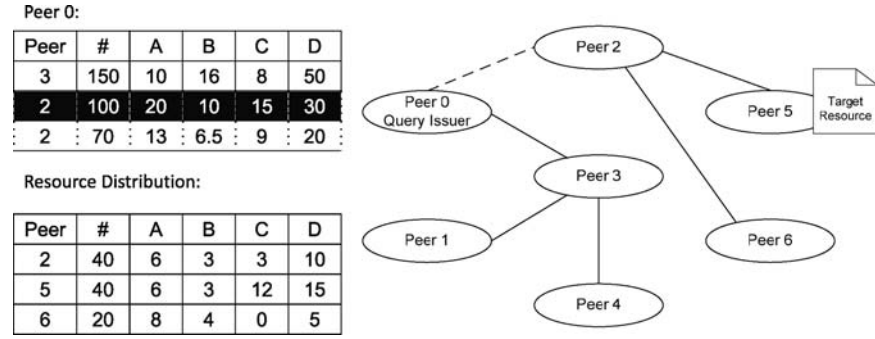 Peer 0:
Peer # A B C D
3 150 10 16 8 50
2 100 20 10 15 30
2 70 13 6.5 9 20
Resource Distribution:
Peer # A B C D
2 40 6 3 3 10
5 40 6 3 12 15
6 20 8 4 0 5
Peer 2
Peer 0
Query Issuer
Peer 5
Target
Resource
Peer 3
Peer 1
Peer 6
Peer 4